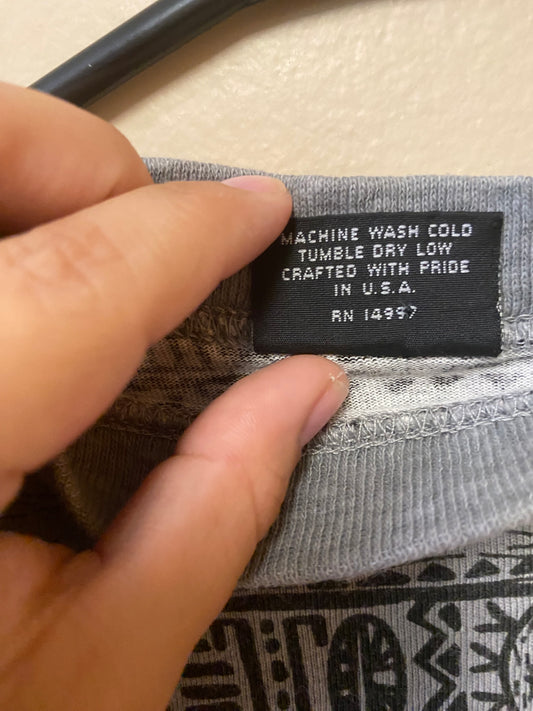 MACHINE WASH COLD
TUMBLE DRY LOW
CRAFTED WITH PRIDE
IN U.S.A.
RN 14997